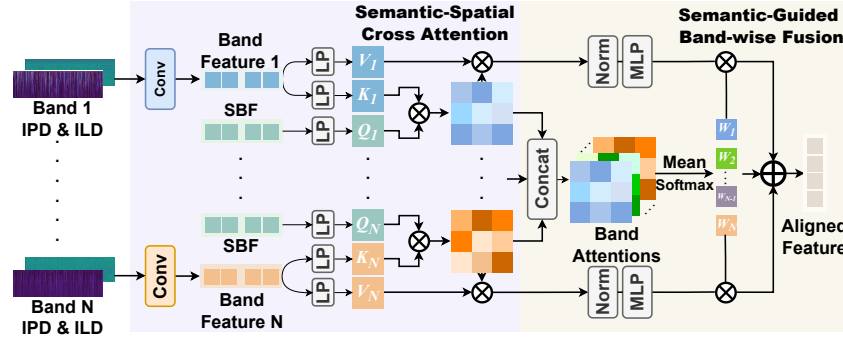 Semantic-Spatial
Cross Attention
Semantic-Guided
Band-wise Fusion
Band 1
IPD & ILD
Conv
Band
Feature 1
LP
V1
LP
K1
SBF
LP
Q1
Norm
MLP
Concat
Band
Attentions
Mean
Softmax
W1
W2
WN-1
WN
Aligned
Feature
SBF
LP
QN
LP
KN
LP
VN
Band
Feature N
Conv
Band N
IPD & ILD
Norm
MLP